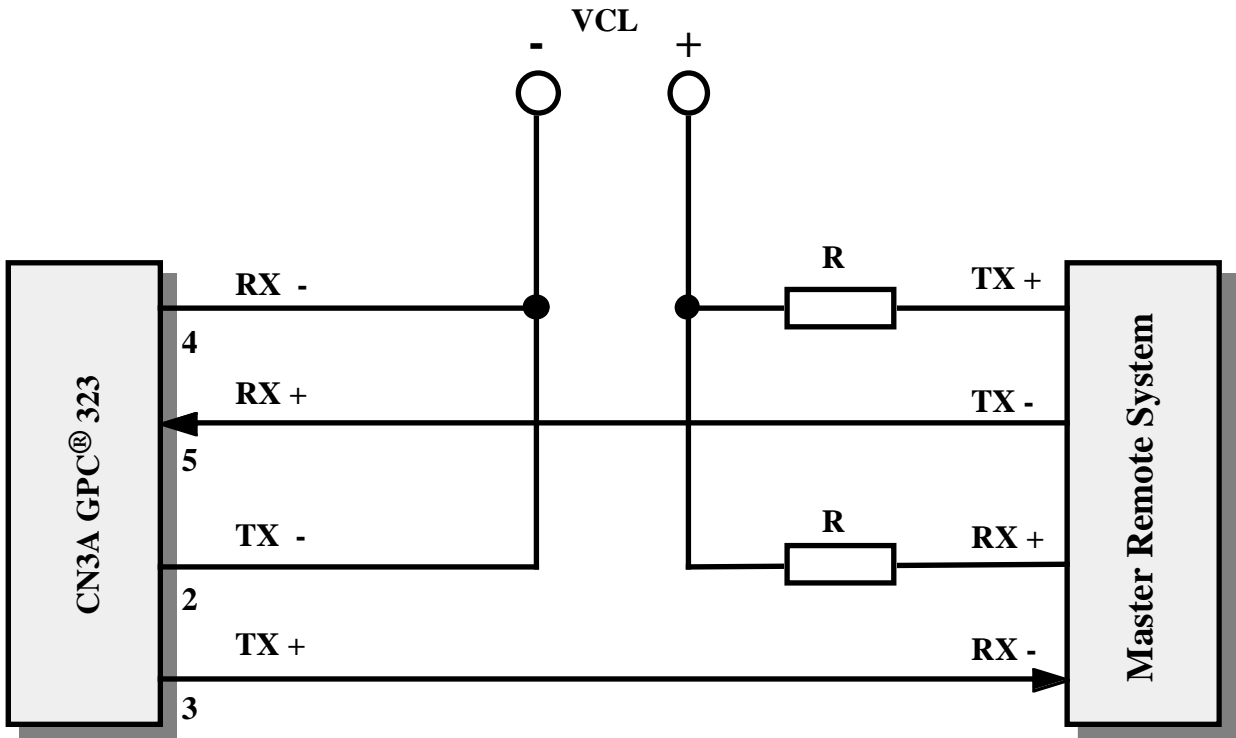 VCL
- +
R
RX - TX +
4
RX + TX -
5
R
TX - RX +
2
TX + RX -
3
CN3A GPC® 323
Master Remote System